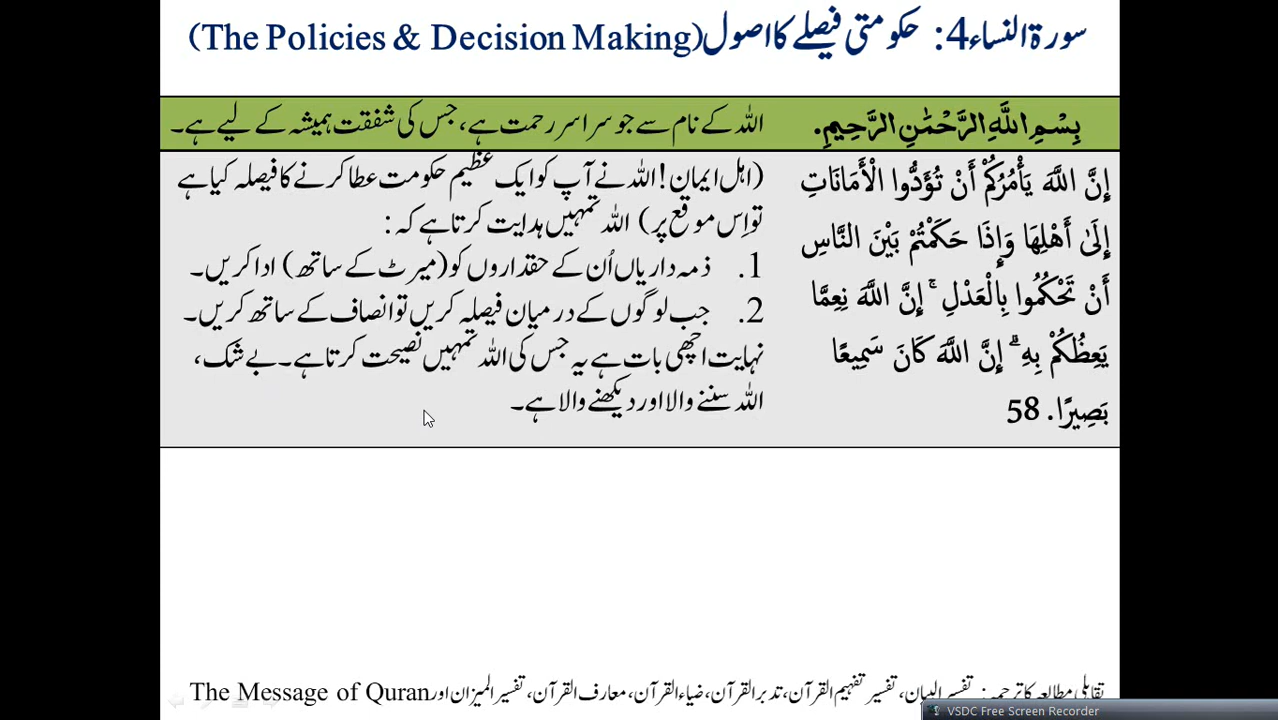 سورۃ النساء4: حکومتی فیصلے کا اصول(The Policies & Decision Making)
بِسْمِ اللَّهِ الرَّحْمَٰنِ الرَّحِيمِ.
اللہ کے نام سے جو سراسر رحمت ہے، جس کی شفقت ہمیشہ کے لیے ہے۔
إِنَّ اللَّهَ يَأْمُرُكُمْ أَنْ تُؤَدُّوا الْأَمَانَاتِ
إِلَىٰ أَهْلِهَا وَإِذَا حَكَمْتُمْ بَيْنَ النَّاسِ
أَنْ تَحْكُمُوا بِالْعَدْلِ ۚ إِنَّ اللَّهَ نِعِمَّا
يَعِظُكُمْ بِهِ ۗ إِنَّ اللَّهَ كَانَ سَمِيعًا
بَصِيرًا. 58
(اہل ایمان! اللہ نے آپ کو ایک عظیم حکومت عطا کرنے کا فیصلہ کیا ہے
تو اِس موقع پر) اللہ تمہیں ہدایت کرتا ہے کہ:
1. ذمہ داریاں اُن کے حقداروں کو (میرٹ کے ساتھ) ادا کریں۔
2. جب لوگوں کے درمیان فیصلہ کریں تو انصاف کے ساتھ کریں۔
نہایت اچھی بات ہے یہ جس کی اللہ تمہیں نصیحت کرتا ہے۔ بے شک،
اللہ سننے والا اور دیکھنے والا ہے۔
تقابلی مطالعہ کا ترجمہ: تفسیر البیان، تفسیر تفہیم القرآن، تدبر القرآن، ضیاء القرآن، معارف القرآن، تفسیر المیزان اور The Message of Quran
VSDC Free Screen Recorder